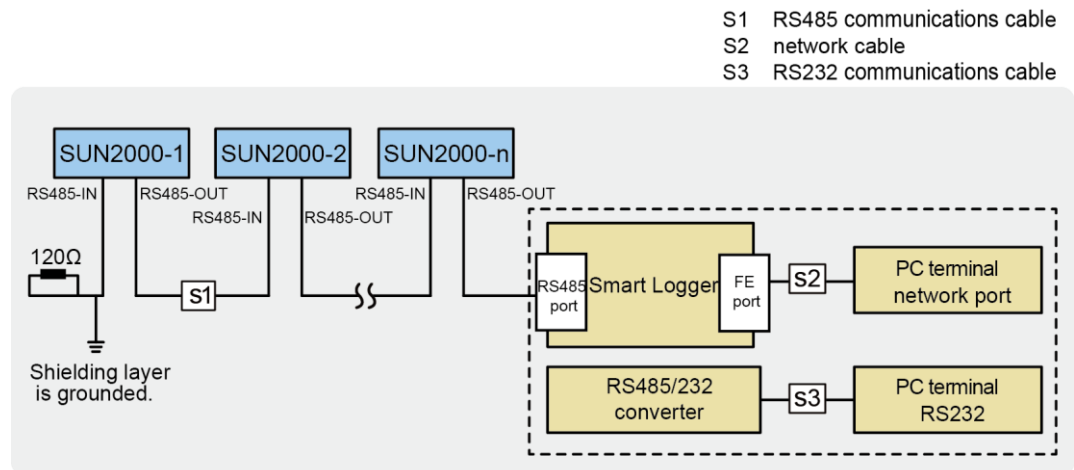 S1 RS485 communications cable
S2 network cable
S3 RS232 communications cable
SUN2000-1
SUN2000-2
SUN2000-n
RS485-IN
RS485-OUT
RS485-IN
RS485-OUT
RS485-IN
RS485-OUT
120Ω
S1
Shielding layer
is grounded.
RS485
port
Smart Logger
FE
port
S2
PC terminal
network port
RS485/232
converter
S3
PC terminal
RS232